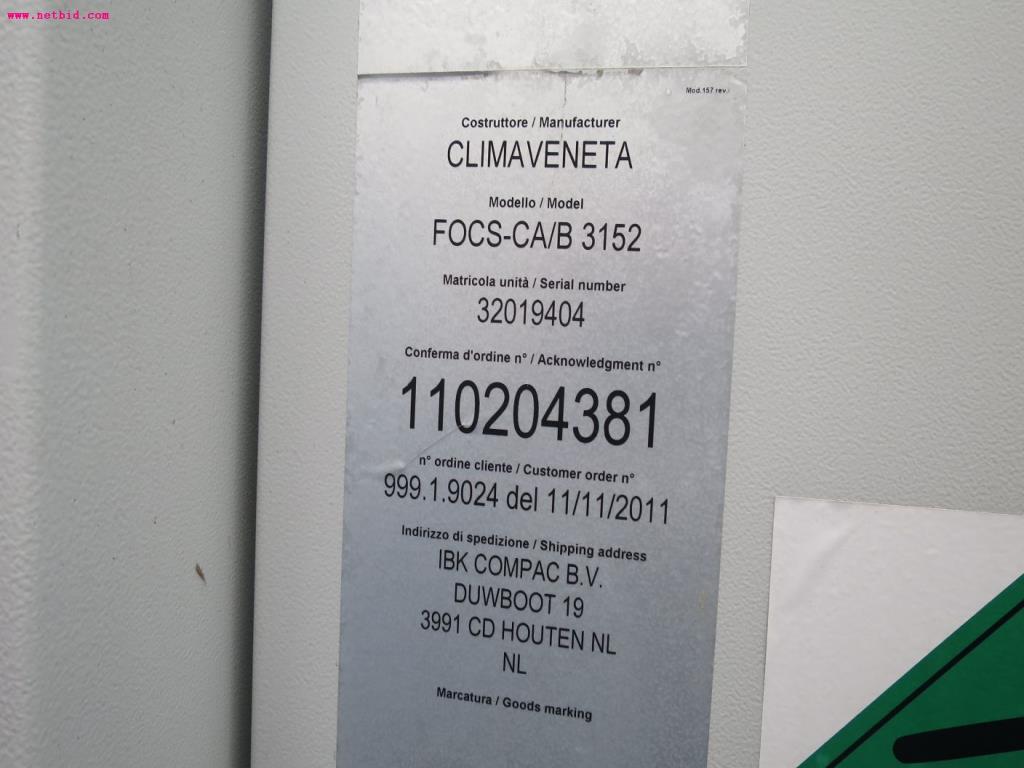 www.netbid.com
Mod.157 rev.
Costruttore / Manufacturer
CLIMAVENETA
Modello / Model
FOCS-CA/B 3152
Matricola unità / Serial number
32019404
Conferma d'ordine n° / Acknowledgment n°
110204381
n° ordine cliente / Customer order n°
999.1.9024 del 11/11/2011
Indirizzo di spedizione / Shipping address
IBK COMPAC B.V.
DUWBOOT 19
3991 CD HOUTEN NL
NL
Marcatura / Goods marking